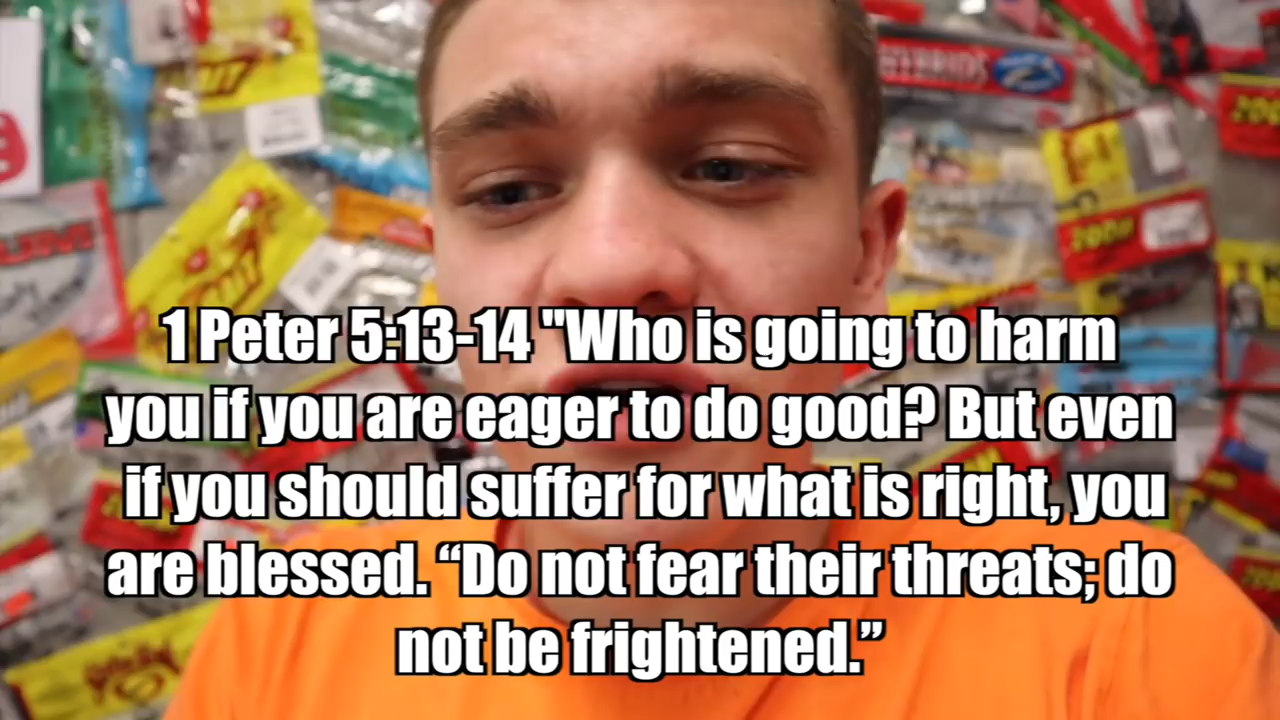 1 Peter 5:13-14 "Who is going to harm
you if you are eager to do good? But even
if you should suffer for what is right, you
are blessed. “Do not fear their threats; do
not be frightened.”
200%